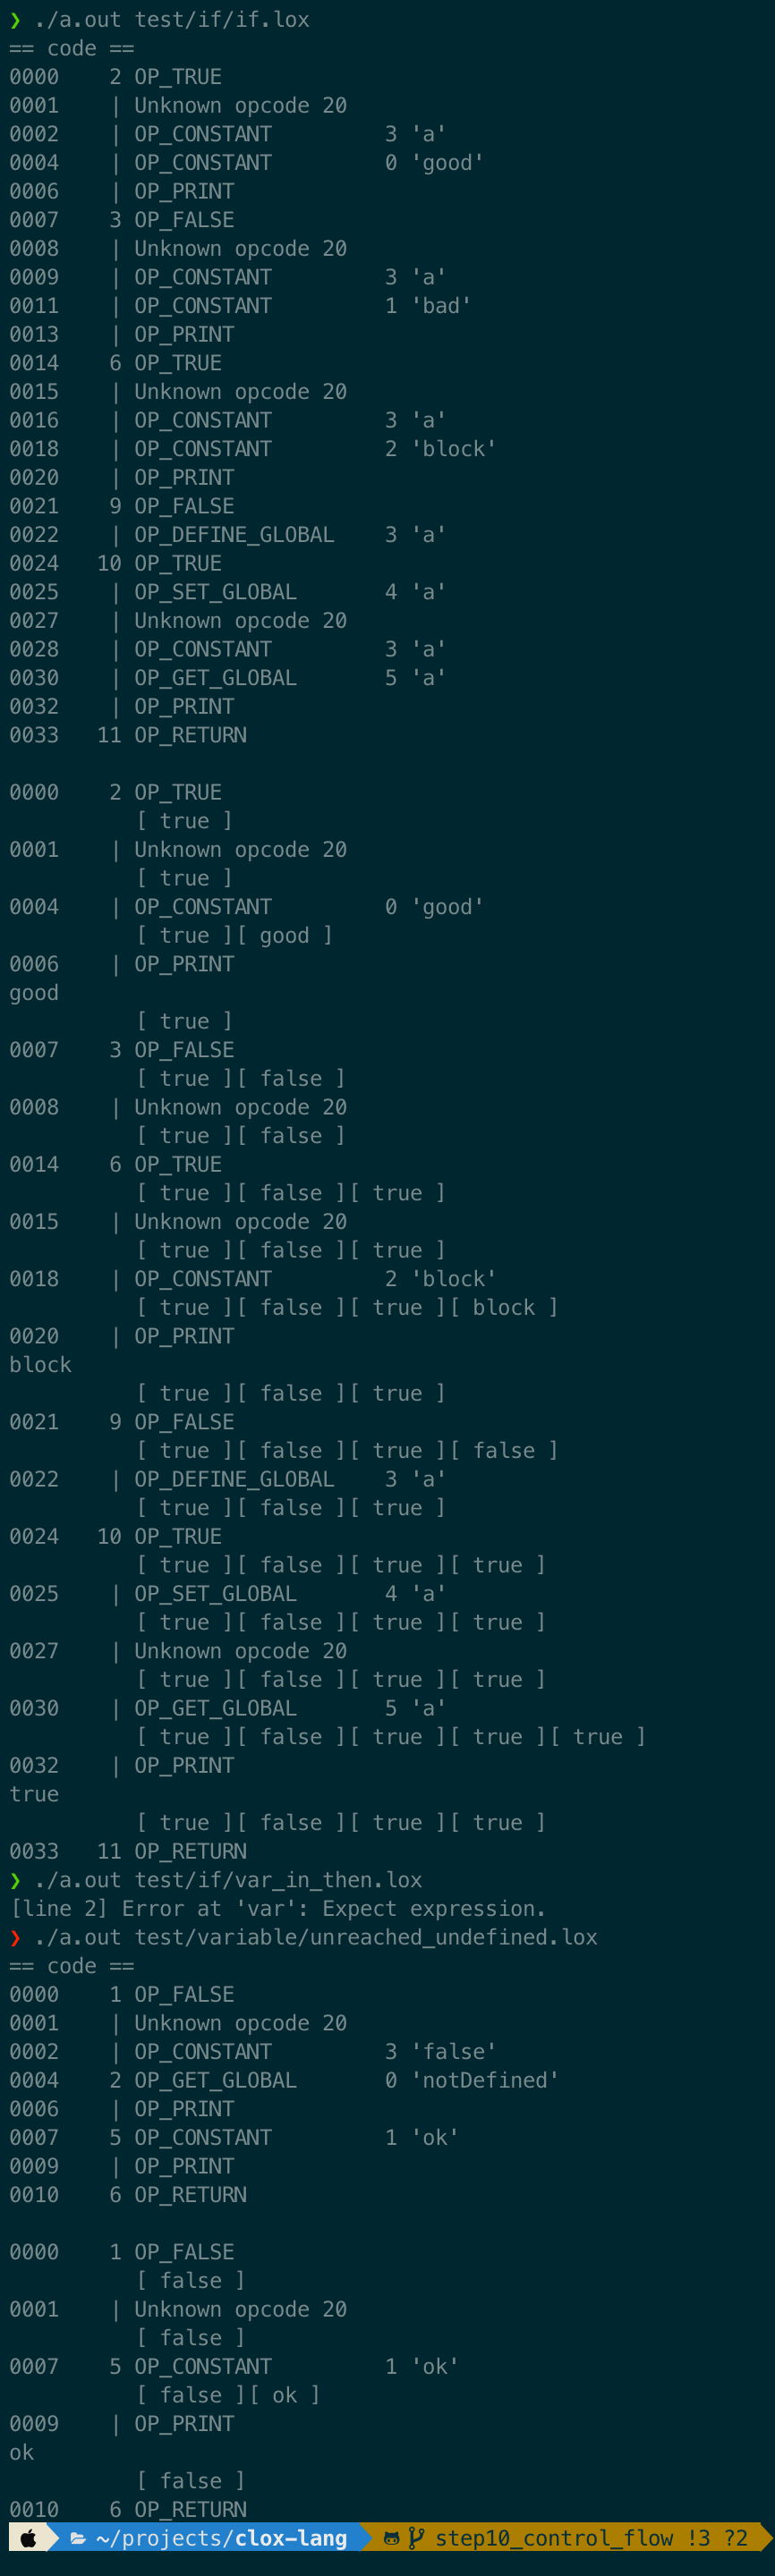 ❯ ./a.out test/if/if.lox
== code ==
0000    2 OP_TRUE
0001    | Unknown opcode 20
0002    | OP_CONSTANT         3 'a'
0004    | OP_CONSTANT         0 'good'
0006    | OP_PRINT
0007    3 OP_FALSE
0008    | Unknown opcode 20
0009    | OP_CONSTANT         3 'a'
0011    | OP_CONSTANT         1 'bad'
0013    | OP_PRINT
0014    6 OP_TRUE
0015    | Unknown opcode 20
0016    | OP_CONSTANT         3 'a'
0018    | OP_CONSTANT         2 'block'
0020    | OP_PRINT
0021    9 OP_FALSE
0022    | OP_DEFINE_GLOBAL    3 'a'
0024   10 OP_TRUE
0025    | OP_SET_GLOBAL       4 'a'
0027    | Unknown opcode 20
0028    | OP_CONSTANT         3 'a'
0030    | OP_GET_GLOBAL       5 'a'
0032    | OP_PRINT
0033   11 OP_RETURN

0000    2 OP_TRUE
          [ true ]
0001    | Unknown opcode 20
          [ true ]
0004    | OP_CONSTANT         0 'good'
          [ true ][ good ]
0006    | OP_PRINT
good
          [ true ]
0007    3 OP_FALSE
          [ true ][ false ]
0008    | Unknown opcode 20
          [ true ][ false ]
0014    6 OP_TRUE
          [ true ][ false ][ true ]
0015    | Unknown opcode 20
          [ true ][ false ][ true ]
0018    | OP_CONSTANT         2 'block'
          [ true ][ false ][ true ][ block ]
0020    | OP_PRINT
block
          [ true ][ false ][ true ]
0021    9 OP_FALSE
          [ true ][ false ][ true ][ false ]
0022    | OP_DEFINE_GLOBAL    3 'a'
          [ true ][ false ][ true ]
0024   10 OP_TRUE
          [ true ][ false ][ true ][ true ]
0025    | OP_SET_GLOBAL       4 'a'
          [ true ][ false ][ true ][ true ]
0027    | Unknown opcode 20
          [ true ][ false ][ true ][ true ]
0030    | OP_GET_GLOBAL       5 'a'
          [ true ][ false ][ true ][ true ][ true ]
0032    | OP_PRINT
true
          [ true ][ false ][ true ][ true ]
0033   11 OP_RETURN
❯ ./a.out test/if/var_in_then.lox
[line 2] Error at 'var': Expect expression.
❯ ./a.out test/variable/unreached_undefined.lox
== code ==
0000    1 OP_FALSE
0001    | Unknown opcode 20
0002    | OP_CONSTANT         3 'false'
0004    2 OP_GET_GLOBAL       0 'notDefined'
0006    | OP_PRINT
0007    5 OP_CONSTANT         1 'ok'
0009    | OP_PRINT
0010    6 OP_RETURN

0000    1 OP_FALSE
          [ false ]
0001    | Unknown opcode 20
          [ false ]
0007    5 OP_CONSTANT         1 'ok'
          [ false ][ ok ]
0009    | OP_PRINT
ok
          [ false ]
0010    6 OP_RETURN
~/projects/clox-lang step10_control_flow !3 ?2